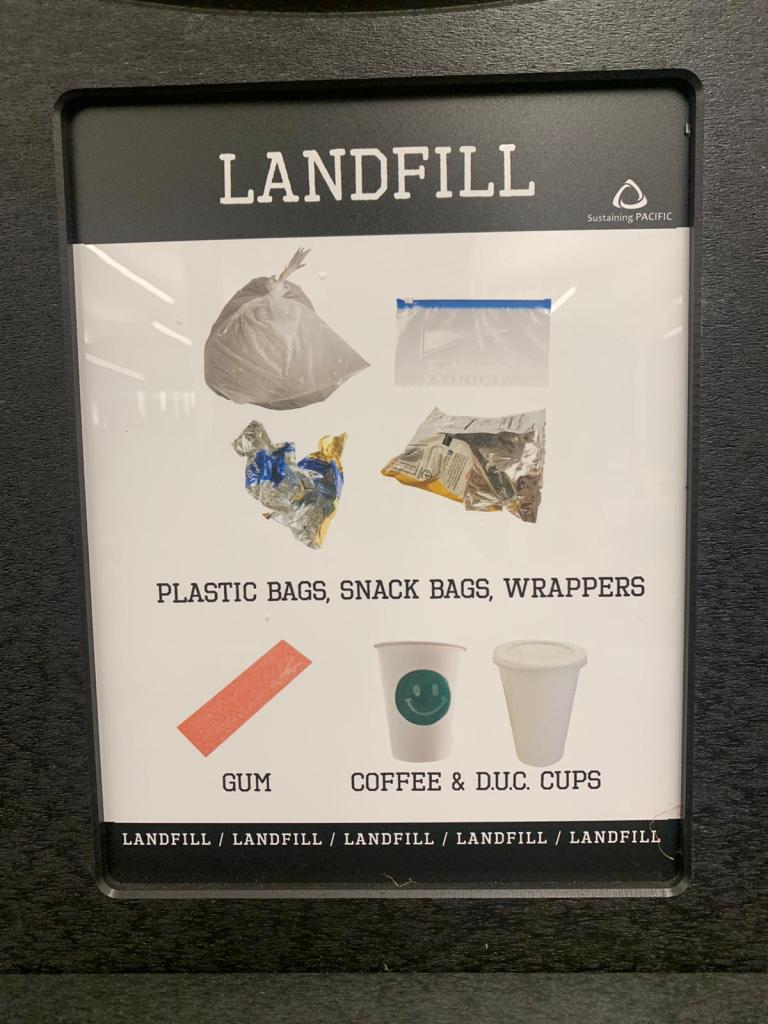 LANDFILL
Sustaining PACIFIC
PLASTIC BAGS, SNACK BAGS, WRAPPERS
GUM
COFFEE & D.U.C. CUPS
LANDFILL / LANDFILL / LANDFILL / LANDFILL / LANDFILL